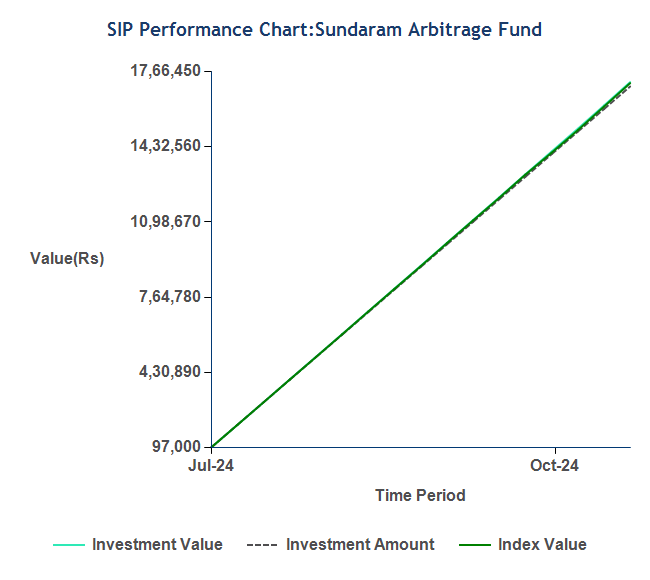 SIP Performance Chart:Sundaram Arbitrage Fund
17,66,450
14,32,560
10,98,670
Value(Rs)
7,64,780
4,30,890
97,000
Jul-24 Oct-24
Time Period
Investment Value Investment Amount Index Value